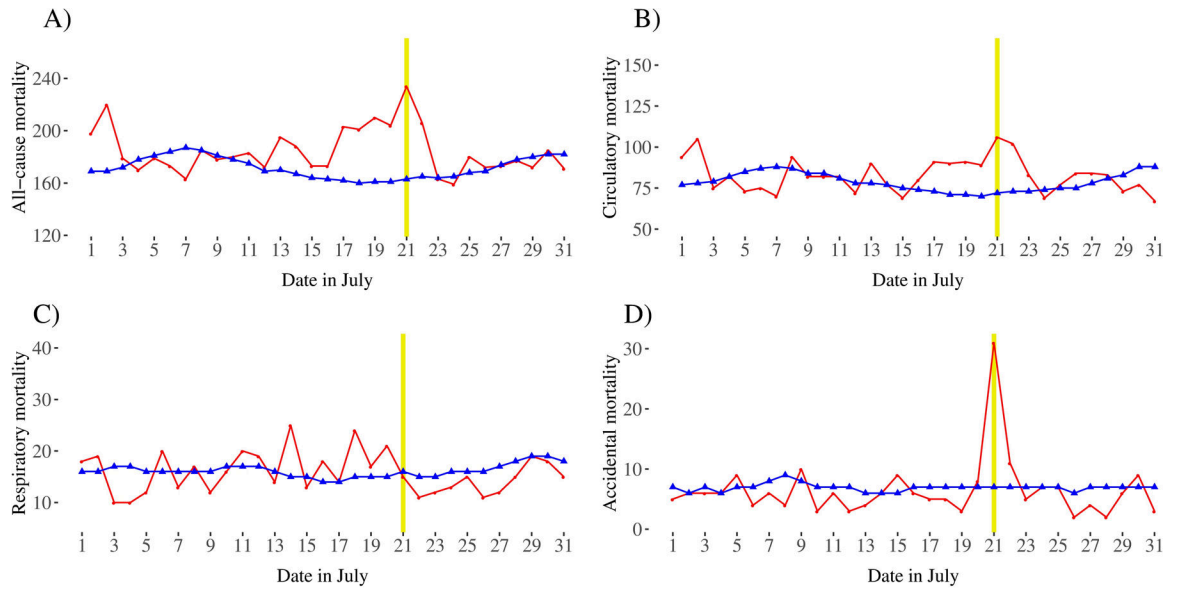 A)
All-cause mortality
240
200
160
120
1 3 5 7 9 11 13 15 17 19 21 23 25 27 29 31
Date in July
B)
Circulatory mortality
150
125
100
75
50
1 3 5 7 9 11 13 15 17 19 21 23 25 27 29 31
Date in July
C)
Respiratory mortality
40
30
20
10
1 3 5 7 9 11 13 15 17 19 21 23 25 27 29 31
Date in July
D)
Accidental mortality
30
20
10
0
1 3 5 7 9 11 13 15 17 19 21 23 25 27 29 31
Date in July